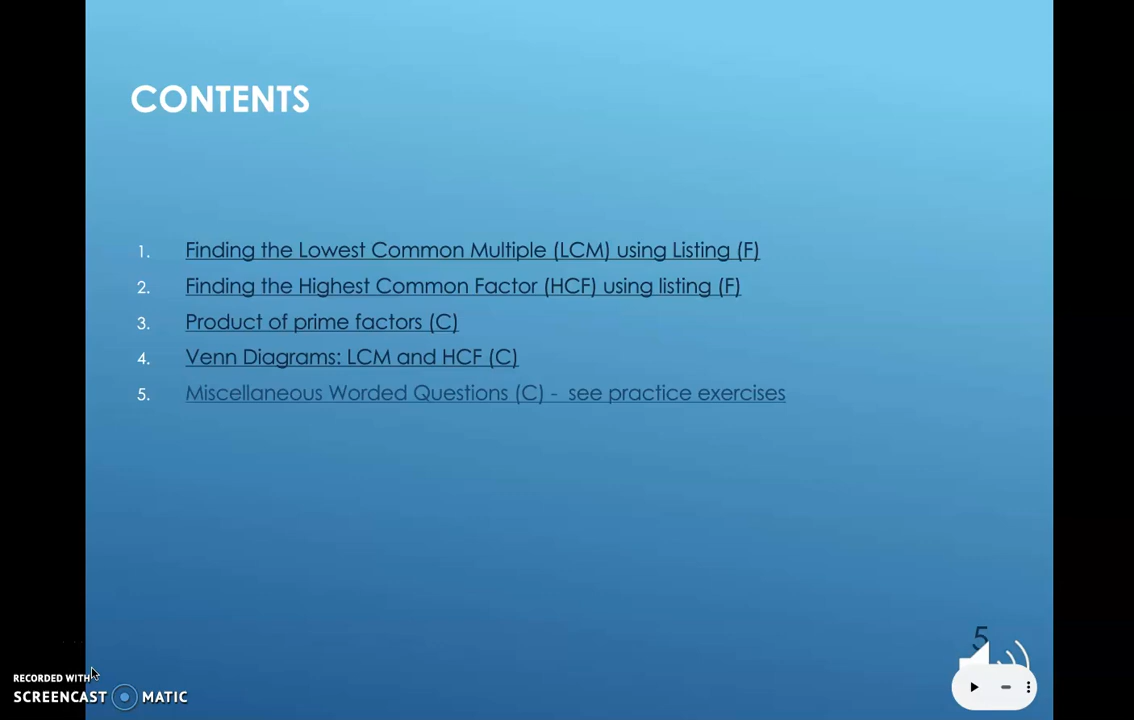 CONTENTS
1. Finding the Lowest Common Multiple (LCM) using Listing (F)
2. Finding the Highest Common Factor (HCF) using listing (F)
3. Product of prime factors (C)
4. Venn Diagrams: LCM and HCF (C)
5. Miscellaneous Worded Questions (C) - see practice exercises
5
RECORDED WITH
SCREENCAST MATIC